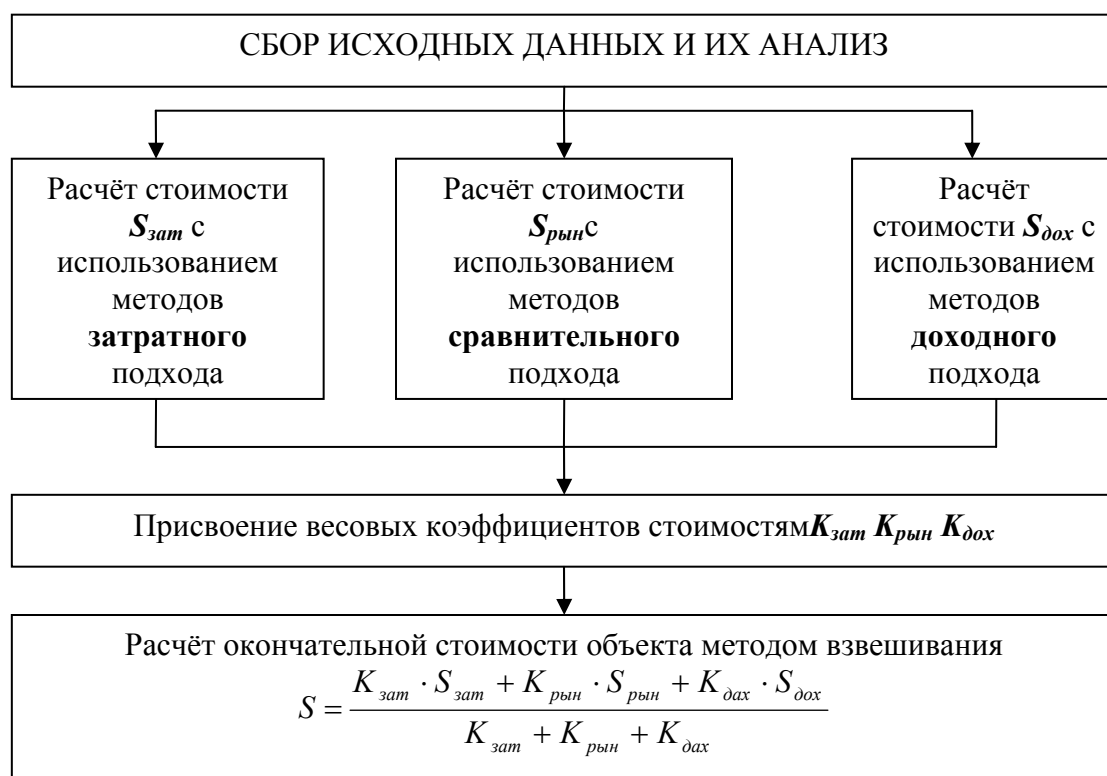 СБОР ИСХОДНЫХ ДАННЫХ И ИХ АНАЛИЗ
Расчёт стоимости
S_зат с
использованием
методов
затратного
подхода
Расчёт стоимости
S_рынс
использованием
методов
сравнительного
подхода
Расчёт
стоимости S_дох с
использованием
методов
доходного
подхода
Присвоение весовых коэффициентов стоимостямK_зат K_рын K_дох
Расчёт окончательной стоимости объекта методом взвешивания
S = (K_зат · S_зат + K_рын · S_рын + K_дах · S_дох) / (K_зат + K_рын + K_дах)